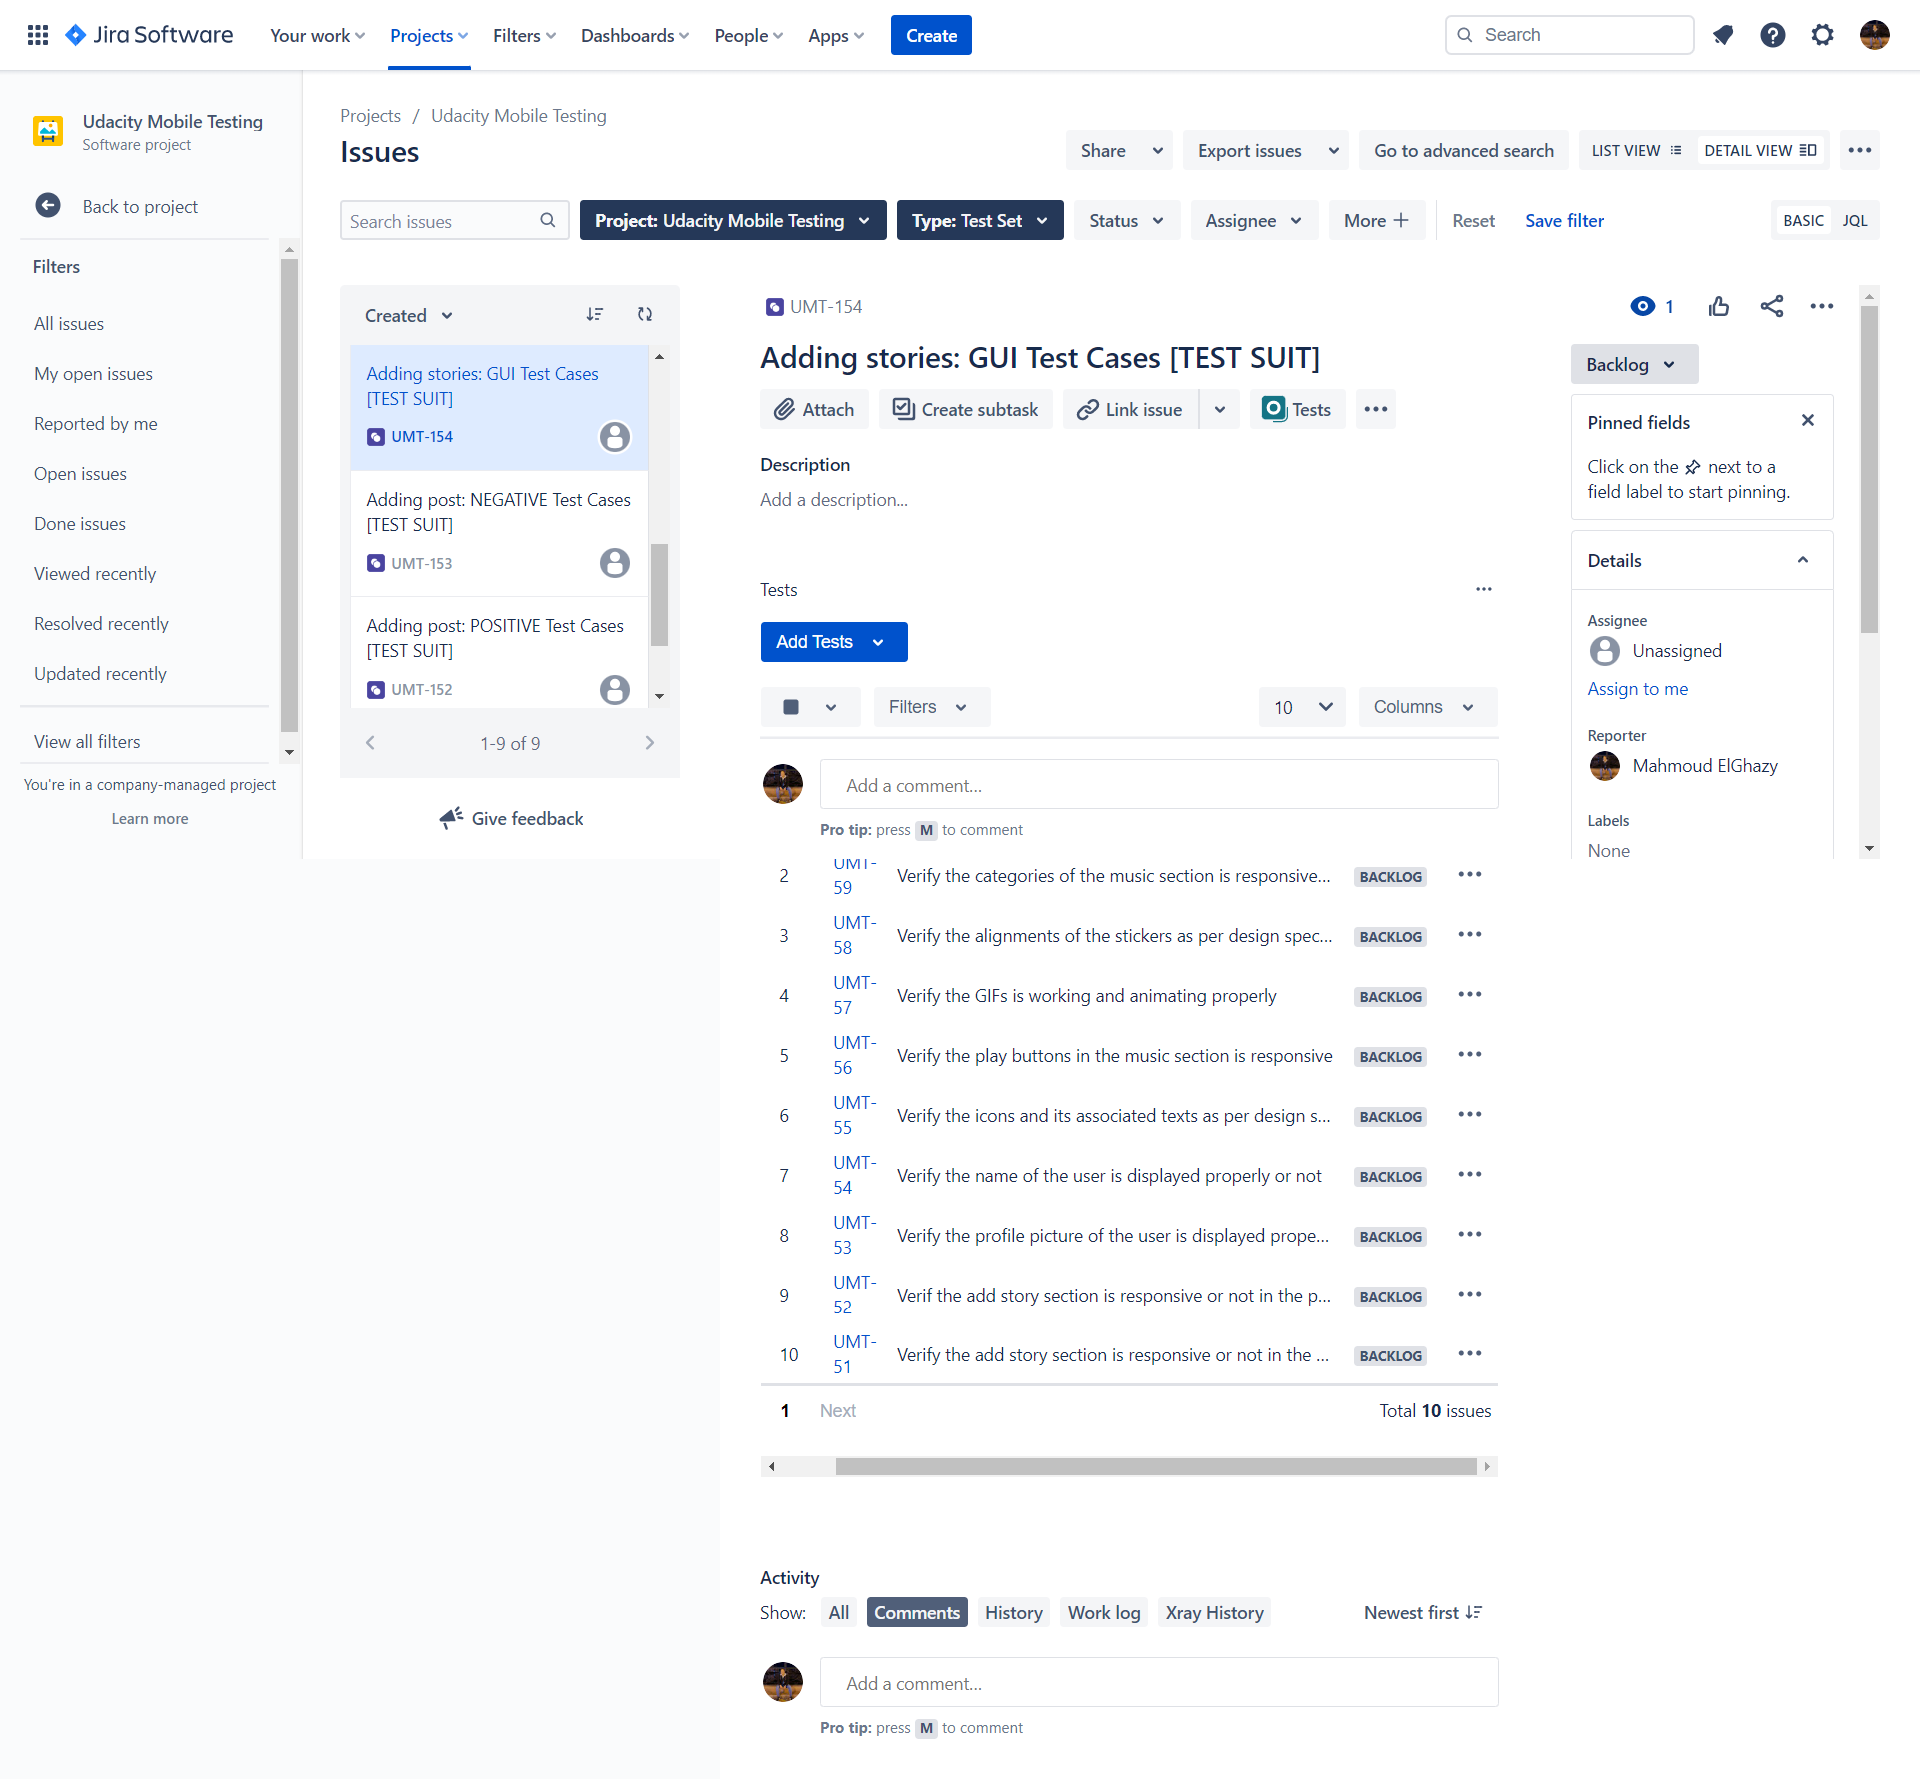 Jira Software
Your work
Projects
Filters
Dashboards
People
Apps
Create
Search
Udacity Mobile Testing
Software project
Back to project
Filters
All issues
My open issues
Reported by me
Open issues
Done issues
Viewed recently
Resolved recently
Updated recently
View all filters
You're in a company-managed project
Learn more
Projects / Udacity Mobile Testing
Issues
Share
Export issues
Go to advanced search
LIST VIEW
DETAIL VIEW
Search issues
Project: Udacity Mobile Testing
Type: Test Set
Status
Assignee
More
Reset
Save filter
BASIC
JQL
Created
Adding stories: GUI Test Cases
[TEST SUIT]
UMT-154
Adding post: NEGATIVE Test Cases
[TEST SUIT]
UMT-153
Adding post: POSITIVE Test Cases
[TEST SUIT]
UMT-152
1-9 of 9
Give feedback
UMT-154
1
Adding stories: GUI Test Cases [TEST SUIT]
Attach
Create subtask
Link issue
Tests
Description
Add a description...
Tests
Add Tests
Filters
10
Columns
Add a comment...
Pro tip: press M to comment
2 UMT-59 Verify the categories of the music section is responsive... BACKLOG
3 UMT-58 Verify the alignments of the stickers as per design spec... BACKLOG
4 UMT-57 Verify the GIFs is working and animating properly BACKLOG
5 UMT-56 Verify the play buttons in the music section is responsive BACKLOG
6 UMT-55 Verify the icons and its associated texts as per design s... BACKLOG
7 UMT-54 Verify the name of the user is displayed properly or not BACKLOG
8 UMT-53 Verify the profile picture of the user is displayed prope... BACKLOG
9 UMT-52 Verif the add story section is responsive or not in the p... BACKLOG
10 UMT-51 Verify the add story section is responsive or not in the ... BACKLOG
1 Next
Total 10 issues
Activity
Show: All Comments History Work log Xray History
Newest first
Add a comment...
Pro tip: press M to comment
Backlog
Pinned fields
Click on the next to a
field label to start pinning.
Details
Assignee
Unassigned
Assign to me
Reporter
Mahmoud ElGhazy
Labels
None